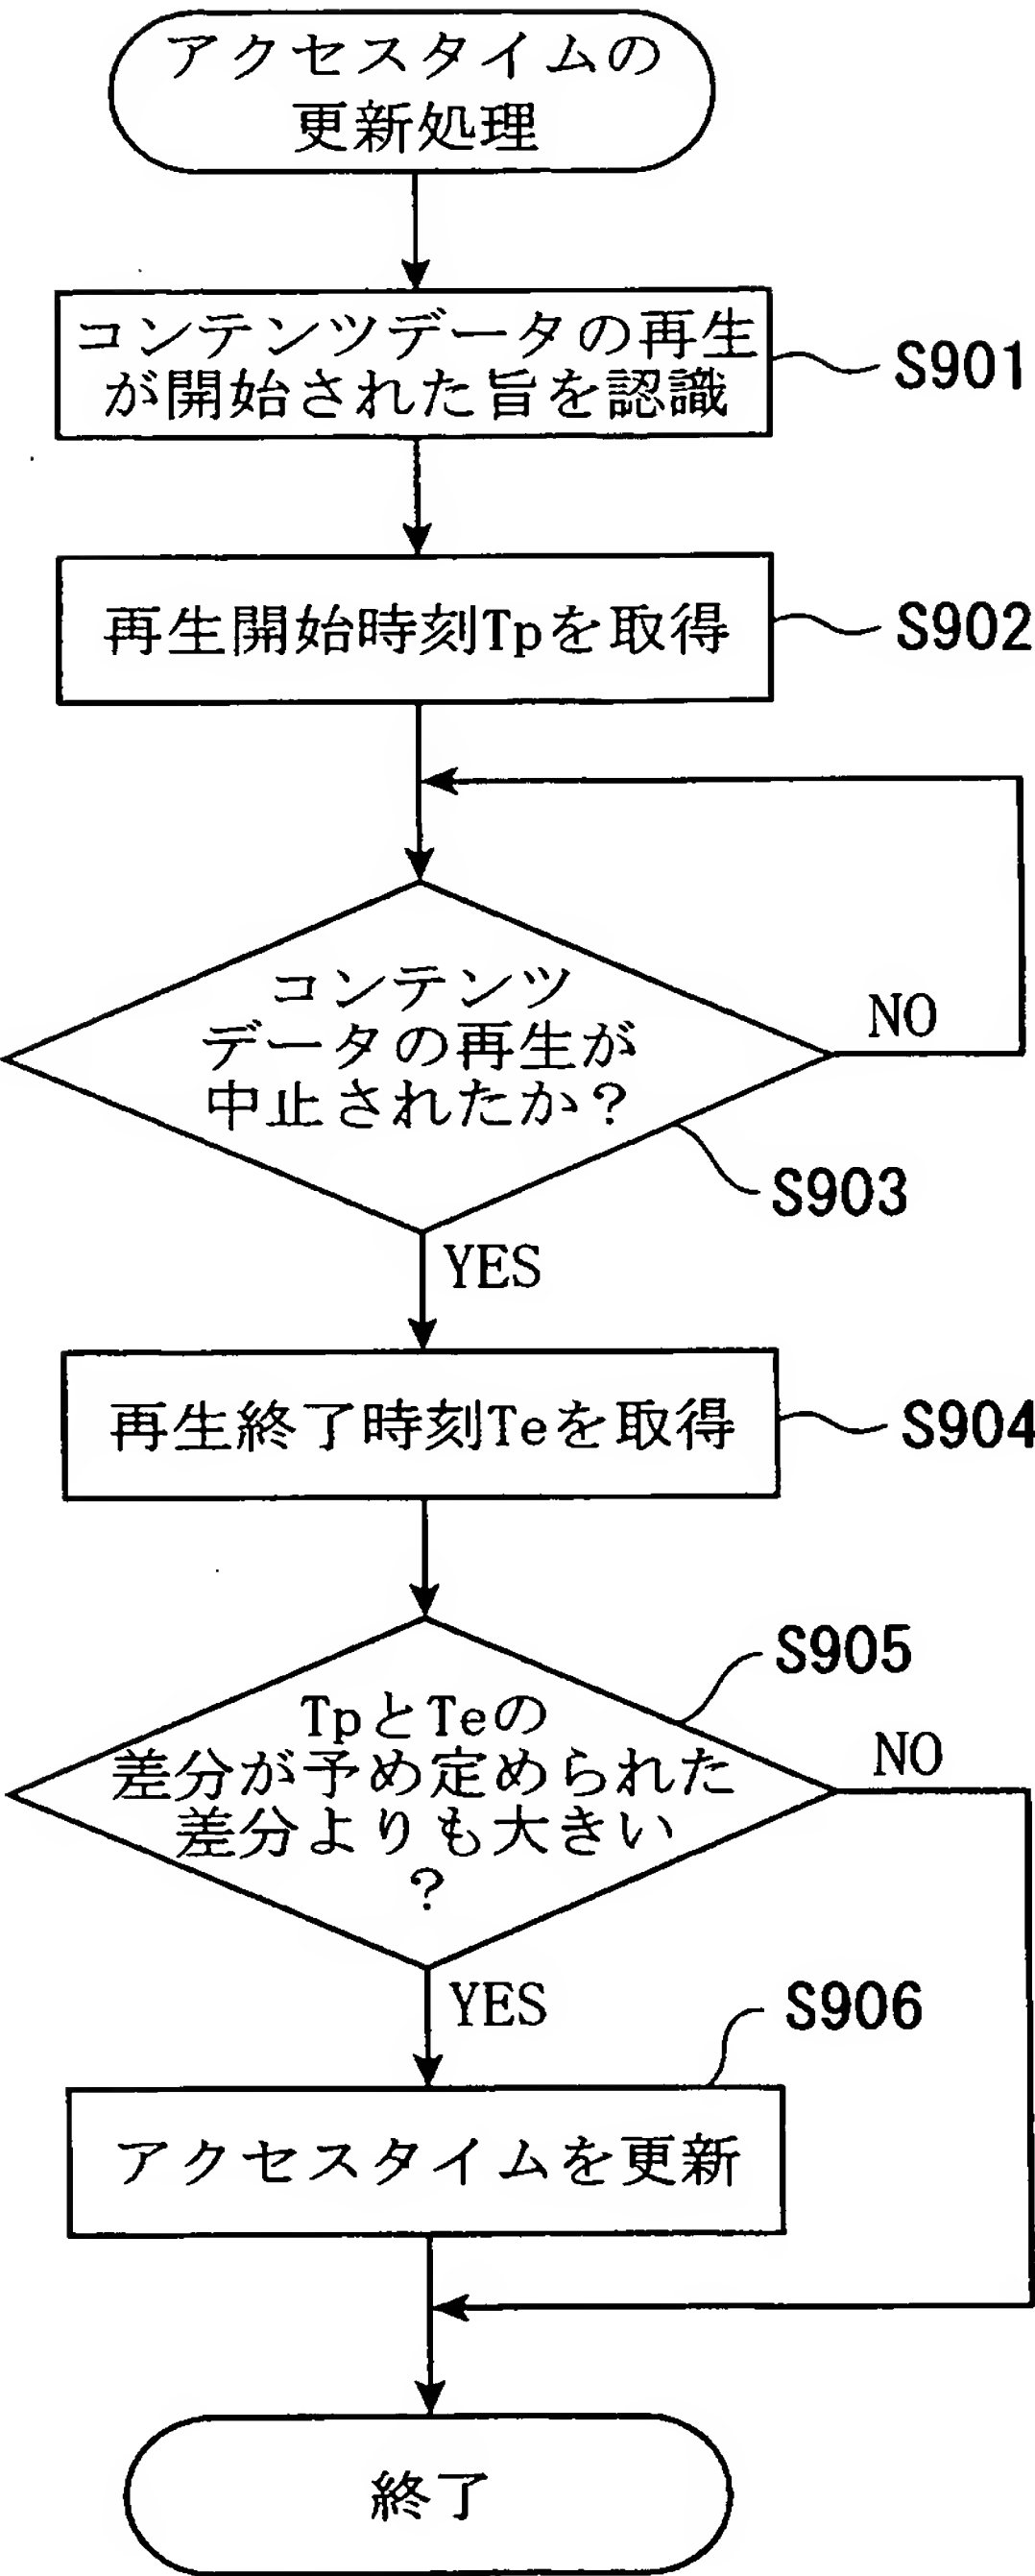 アクセスタイムの
更新処理
コンテンツデータの再生
が開始された旨を認識
S901
再生開始時刻Tpを取得
S902
コンテンツ
データの再生が
中止されたか?
NO
S903
YES
再生終了時刻Teを取得
S904
S905
TpとTeの
差分が予め定められた
差分よりも大きい
?
NO
YES
S906
アクセスタイムを更新
終了